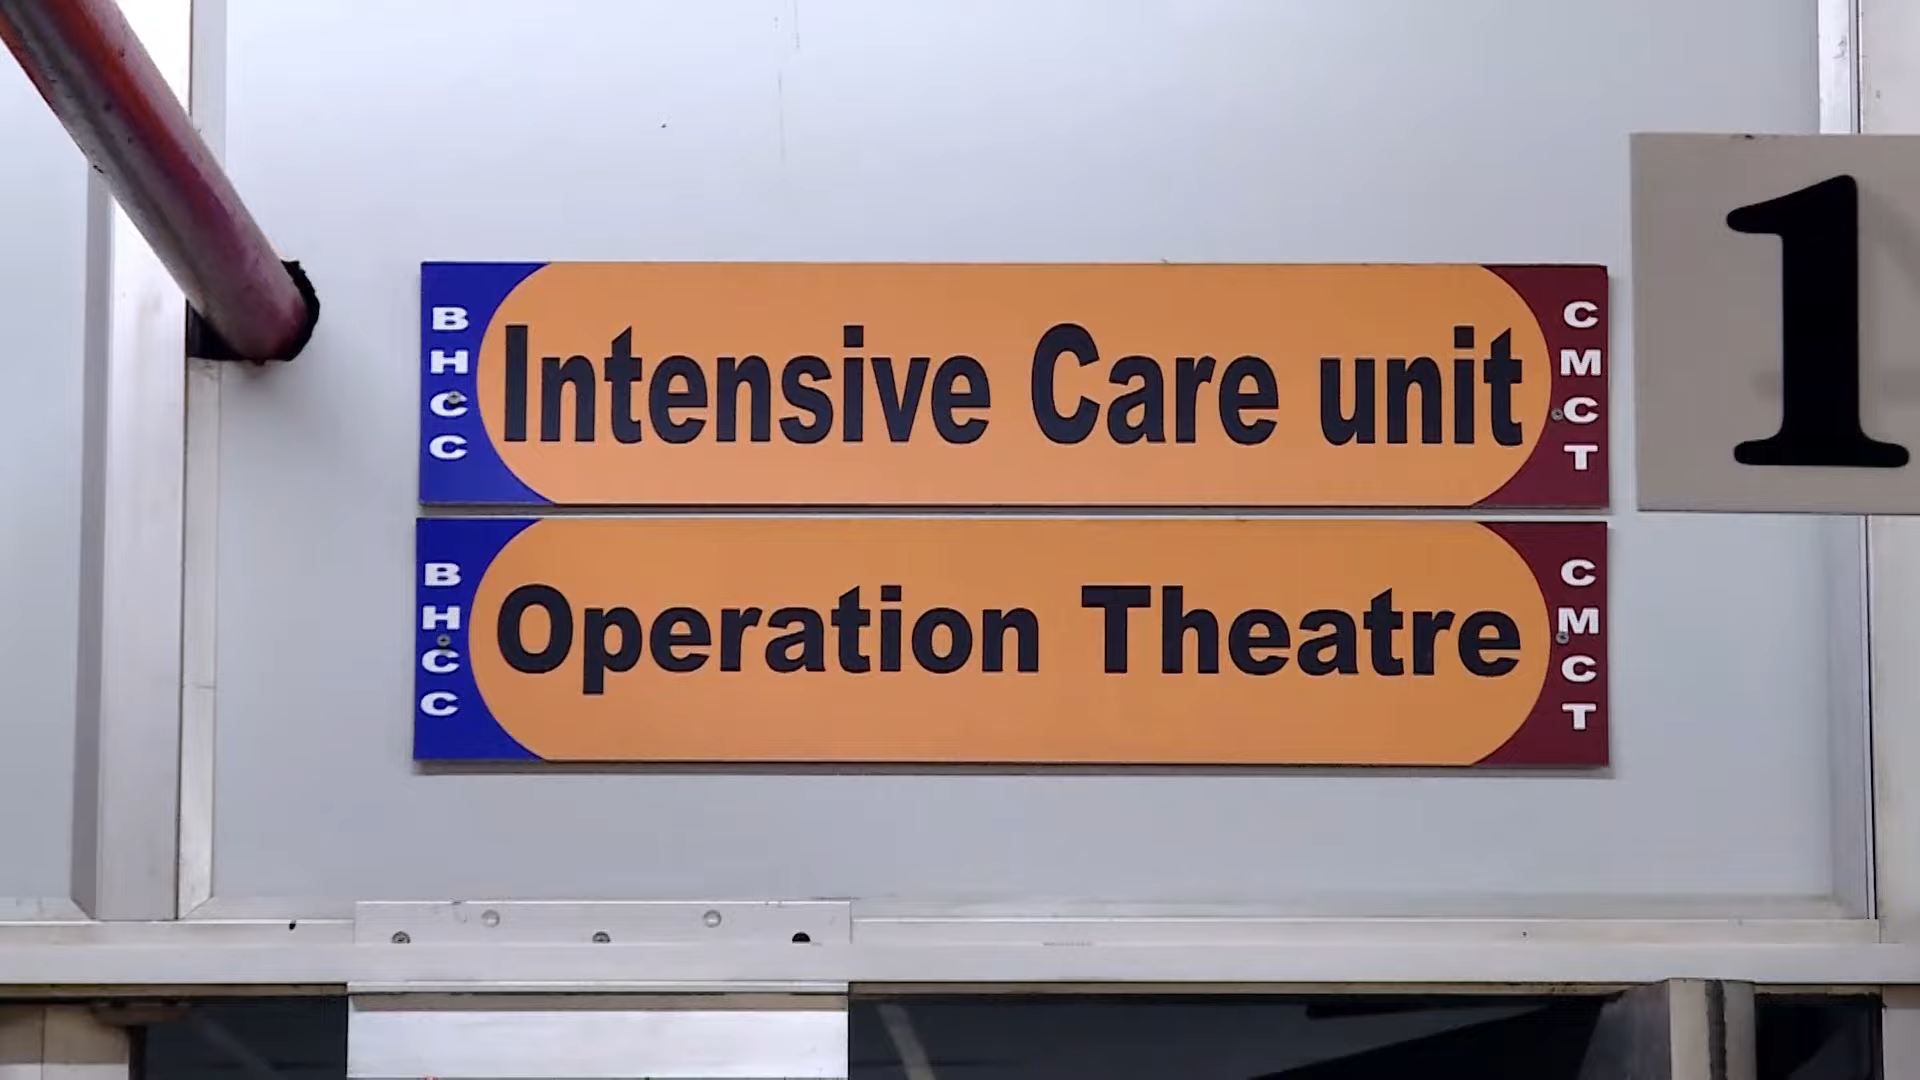 BHCC
Intensive Care unit
CMCT
1
BHCC
Operation Theatre
CMCT